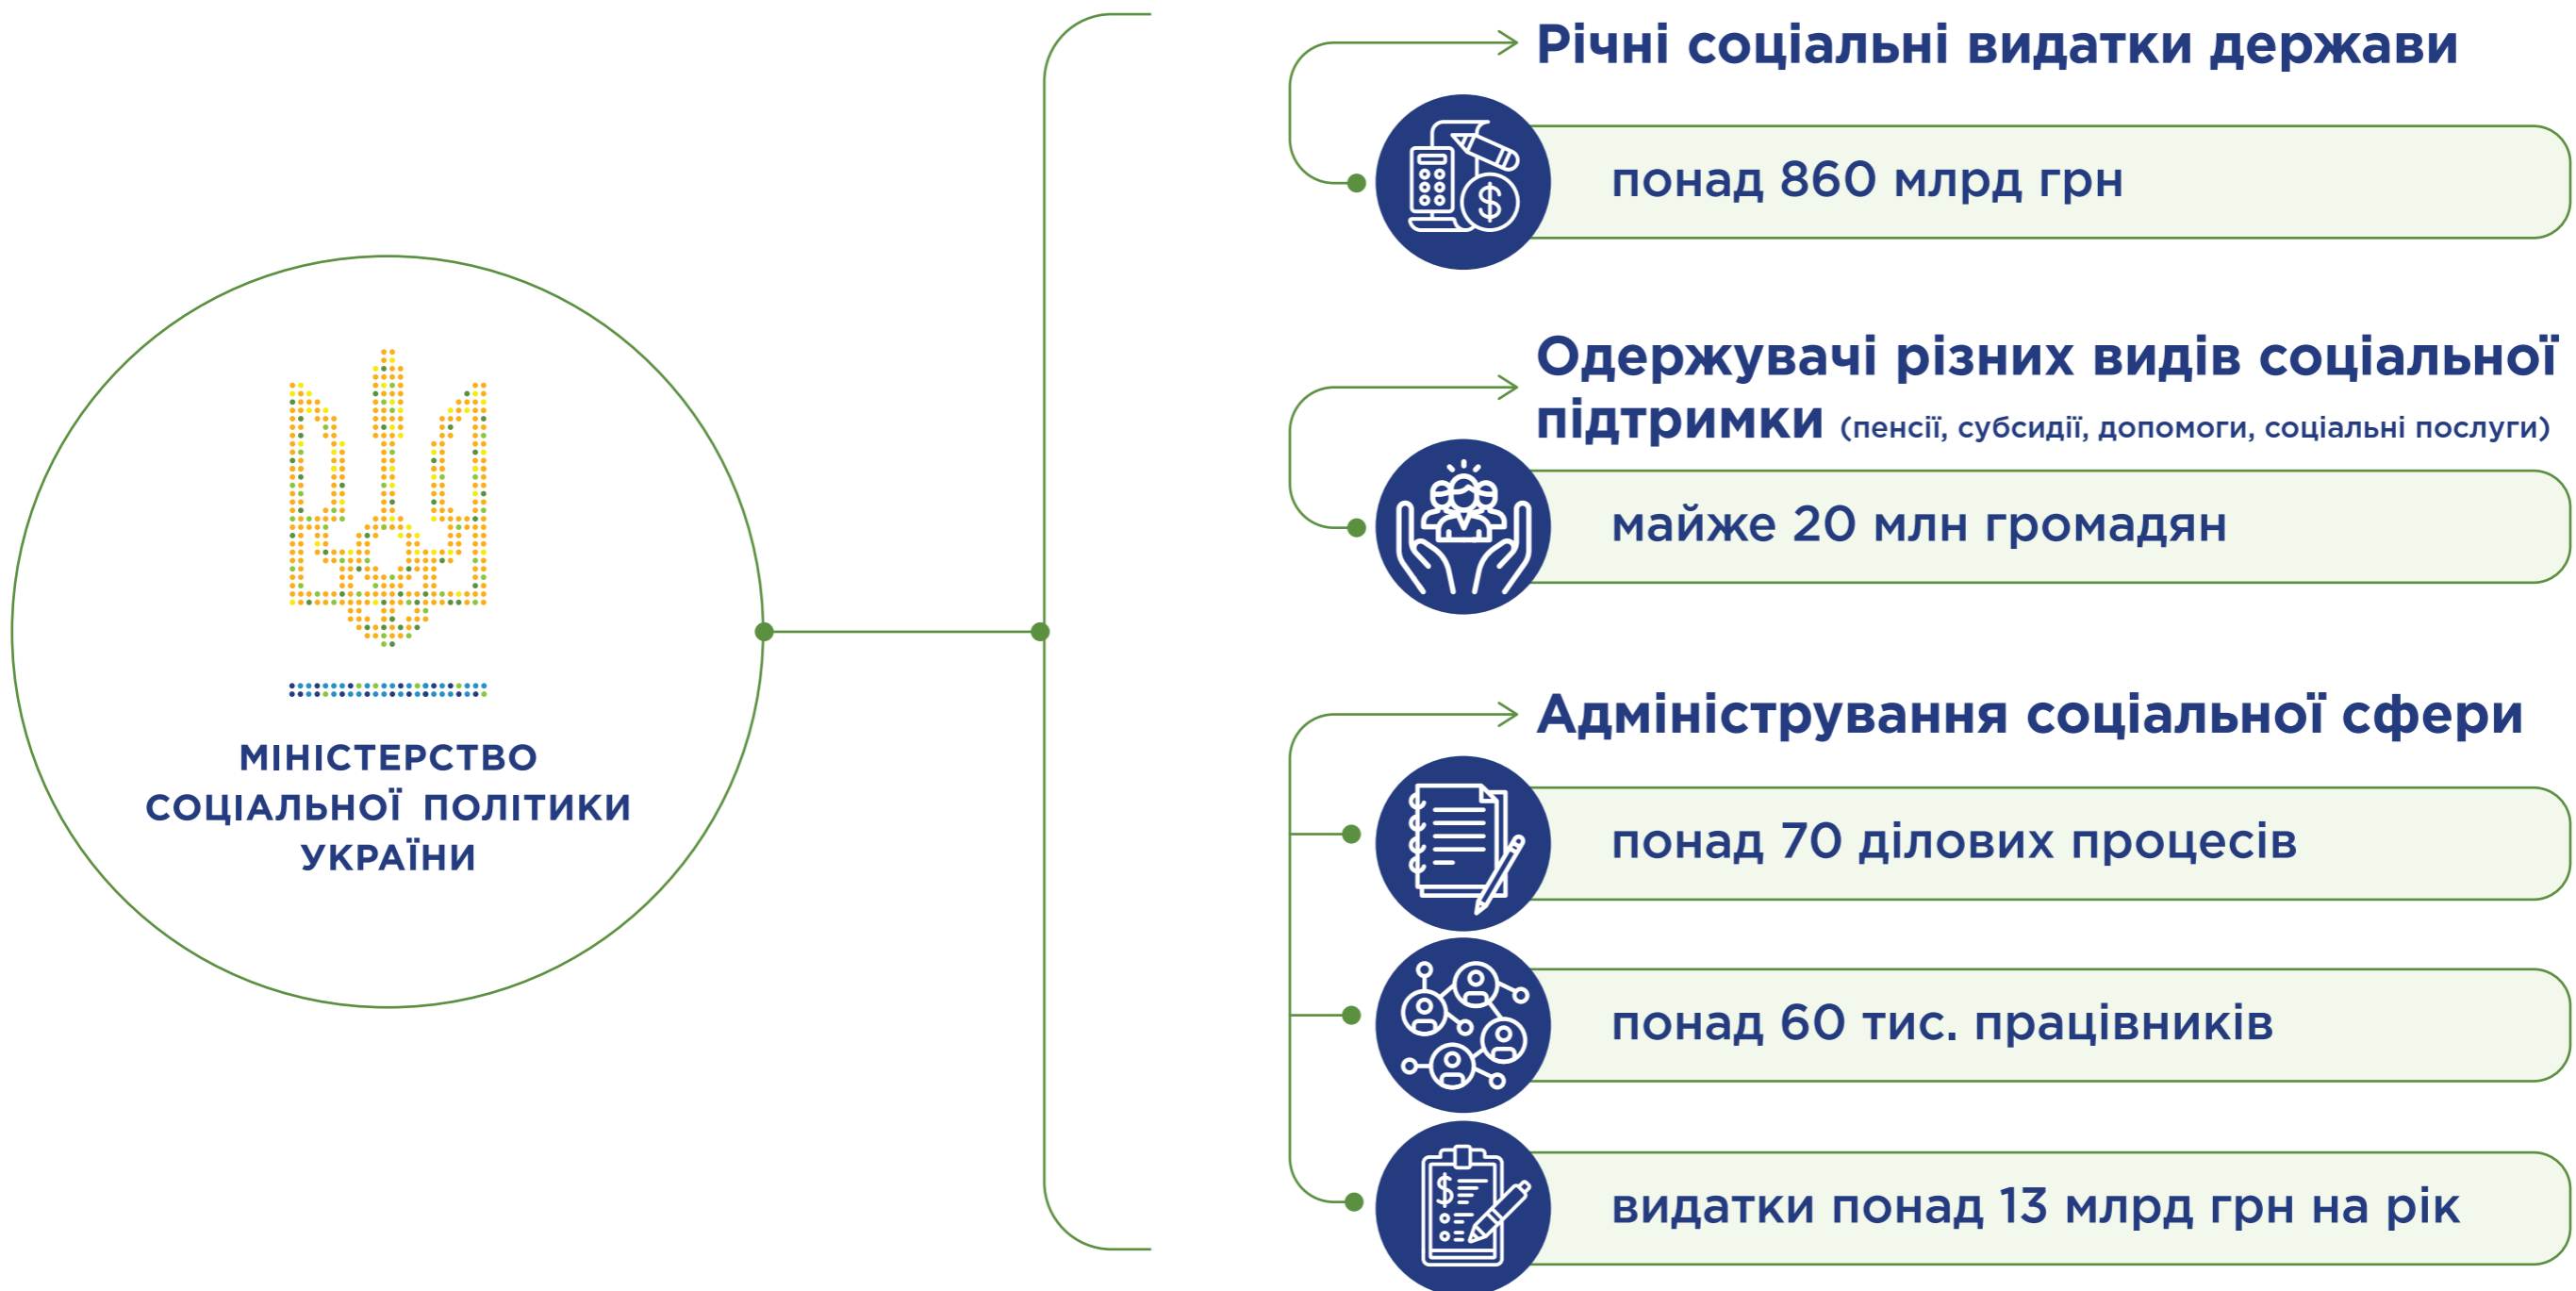 МІНІСТЕРСТВО
СОЦІАЛЬНОЇ ПОЛІТИКИ
УКРАЇНИ
Річні соціальні видатки держави
понад 860 млрд грн
Одержувачі різних видів соціальної
підтримки (пенсії, субсидії, допомоги, соціальні послуги)
майже 20 млн громадян
Адміністрування соціальної сфери
понад 70 ділових процесів
понад 60 тис. працівників
видатки понад 13 млрд грн на рік